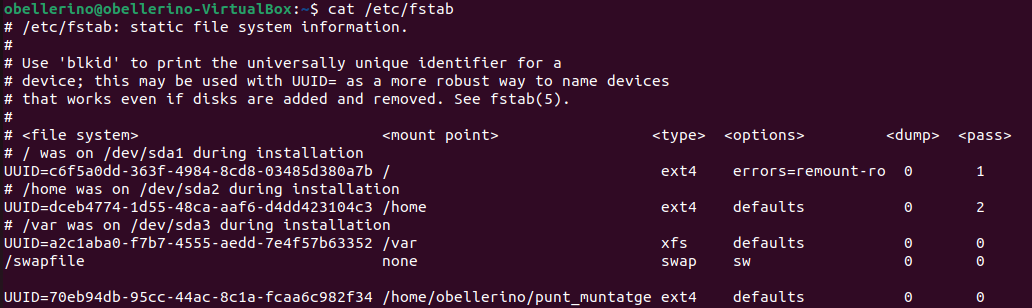 obellerino@obellerino-VirtualBox:~$ cat /etc/fstab
# /etc/fstab: static file system information.
#
# Use 'blkid' to print the universally unique identifier for a
# device; this may be used with UUID= as a more robust way to name devices
# that works even if disks are added and removed. See fstab(5).
#
# <file system> <mount point> <type> <options> <dump> <pass>
# / was on /dev/sda1 during installation
UUID=c6f5a0dd-363f-4984-8cd8-03485d380a7b / ext4 errors=remount-ro 0 1
# /home was on /dev/sda2 during installation
UUID=dceb4774-1d55-48ca-aaf6-d4dd423104c3 /home ext4 defaults 0 2
# /var was on /dev/sda3 during installation
UUID=a2c1aba0-f7b7-4555-aedd-7e4f57b63352 /var xfs defaults 0 0
/swapfile none swap sw 0 0
UUID=70eb94db-95cc-44ac-8c1a-fcaa6c982f34 /home/obellerino/punt_muntatge ext4 defaults 0 0